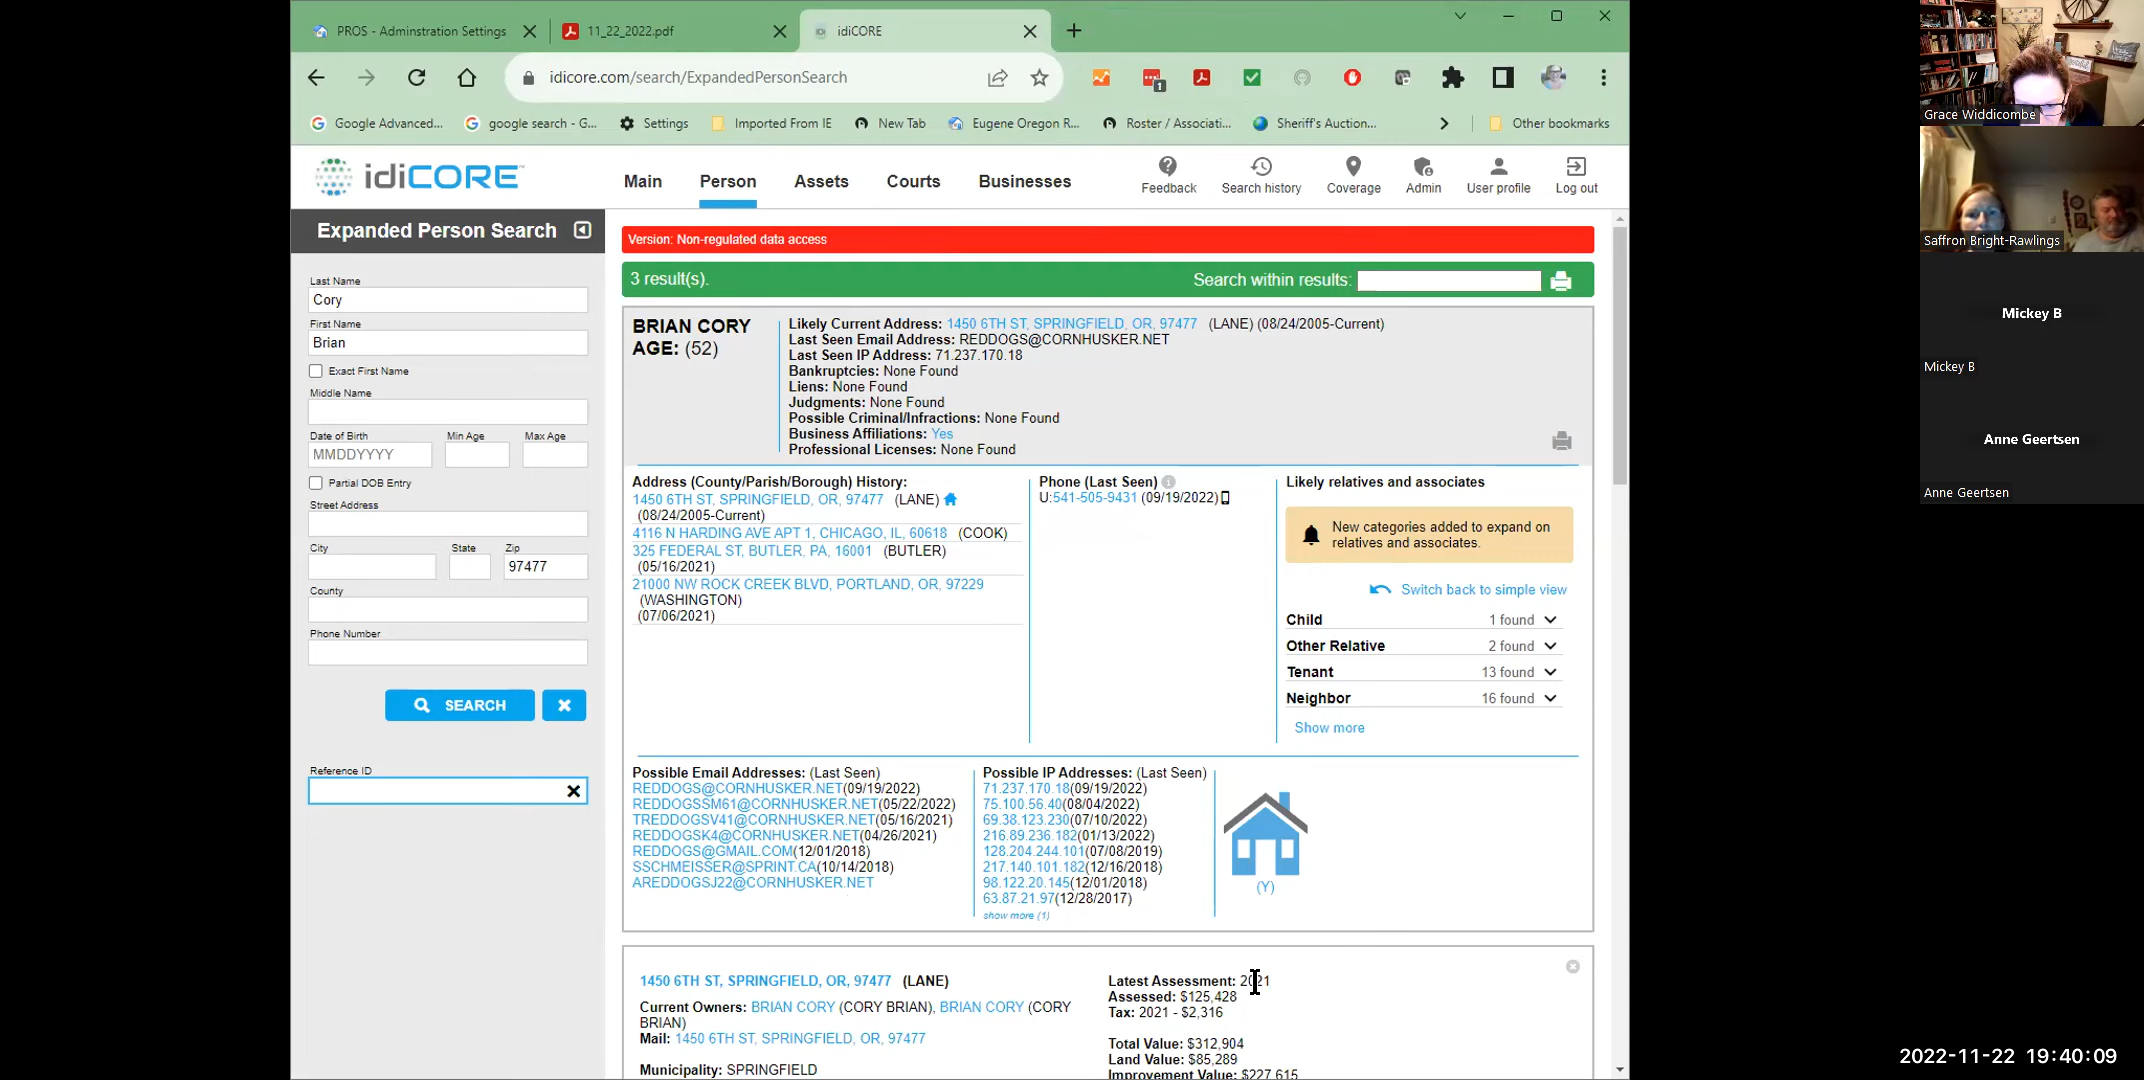 PROS - Adminstration Settings
11_22_2022.pdf
idiCORE
idicore.com/search/ExpandedPersonSearch
1
Google Advanced...
google search - G...
Settings
Imported From IE
New Tab
Eugene Oregon R...
Roster / Associati...
Sheriff's Auction...
Other bookmarks
idiCORE
Main
Person
Assets
Courts
Businesses
Feedback
Search history
Coverage
Admin
User profile
Log out
Expanded Person Search
Last Name
Cory
First Name
Brian
Exact First Name
Middle Name
Date of Birth
Min Age
Max Age
MMDDYYYY
Partial DOB Entry
Street Address
City
State
Zip
97477
County
Phone Number
SEARCH
Reference ID
Version: Non-regulated data access
3 result(s).
Search within results:
BRIAN CORY
AGE: (52)
Likely Current Address: 1450 6TH ST, SPRINGFIELD, OR, 97477 (LANE) (08/24/2005-Current)
Last Seen Email Address: REDDOGS@CORNHUSKER.NET
Last Seen IP Address: 71.237.170.18
Bankruptcies: None Found
Liens: None Found
Judgments: None Found
Possible Criminal/Infractions: None Found
Business Affiliations: Yes
Professional Licenses: None Found
Address (County/Parish/Borough) History:
1450 6TH ST, SPRINGFIELD, OR, 97477 (LANE)
(08/24/2005-Current)
4116 N HARDING AVE APT 1, CHICAGO, IL, 60618 (COOK)
325 FEDERAL ST, BUTLER, PA, 16001 (BUTLER)
(05/16/2021)
21000 NW ROCK CREEK BLVD, PORTLAND, OR, 97229
(WASHINGTON)
(07/06/2021)
Phone (Last Seen)
U:541-505-9431 (09/19/2022)
Likely relatives and associates
New categories added to expand on
relatives and associates.
Switch back to simple view
Child 1 found
Other Relative 2 found
Tenant 13 found
Neighbor 16 found
Show more
Possible Email Addresses: (Last Seen)
REDDOGS@CORNHUSKER.NET(09/19/2022)
REDDOGSSM61@CORNHUSKER.NET(05/22/2022)
TREDDOGSV41@CORNHUSKER.NET(05/16/2021)
REDDOGSK4@CORNHUSKER.NET(04/26/2021)
REDDOGS@GMAIL.COM(12/01/2018)
SSCHMEISSER@SPRINT.CA(10/14/2018)
AREDDOGSJ22@CORNHUSKER.NET
Possible IP Addresses: (Last Seen)
71.237.170.18(09/19/2022)
75.100.56.40(08/04/2022)
69.38.123.230(07/10/2022)
216.89.236.182(01/13/2022)
128.204.244.101(07/08/2019)
217.140.101.182(12/16/2018)
98.122.20.145(12/01/2018)
63.87.21.97(12/28/2017)
show more (1)
(Y)
1450 6TH ST, SPRINGFIELD, OR, 97477 (LANE)
Current Owners: BRIAN CORY (CORY BRIAN), BRIAN CORY (CORY
BRIAN)
Mail: 1450 6TH ST, SPRINGFIELD, OR, 97477
Municipality: SPRINGFIELD
Latest Assessment: 2021
Assessed: $125,428
Tax: 2021 - $2,316
Total Value: $312,904
Land Value: $85,289
Improvement Value: $227,615
Grace Widdicombe
Saffron Bright-Rawlings
Mickey B
Mickey B
Anne Geertsen
Anne Geertsen
2022-11-22 19:40:09